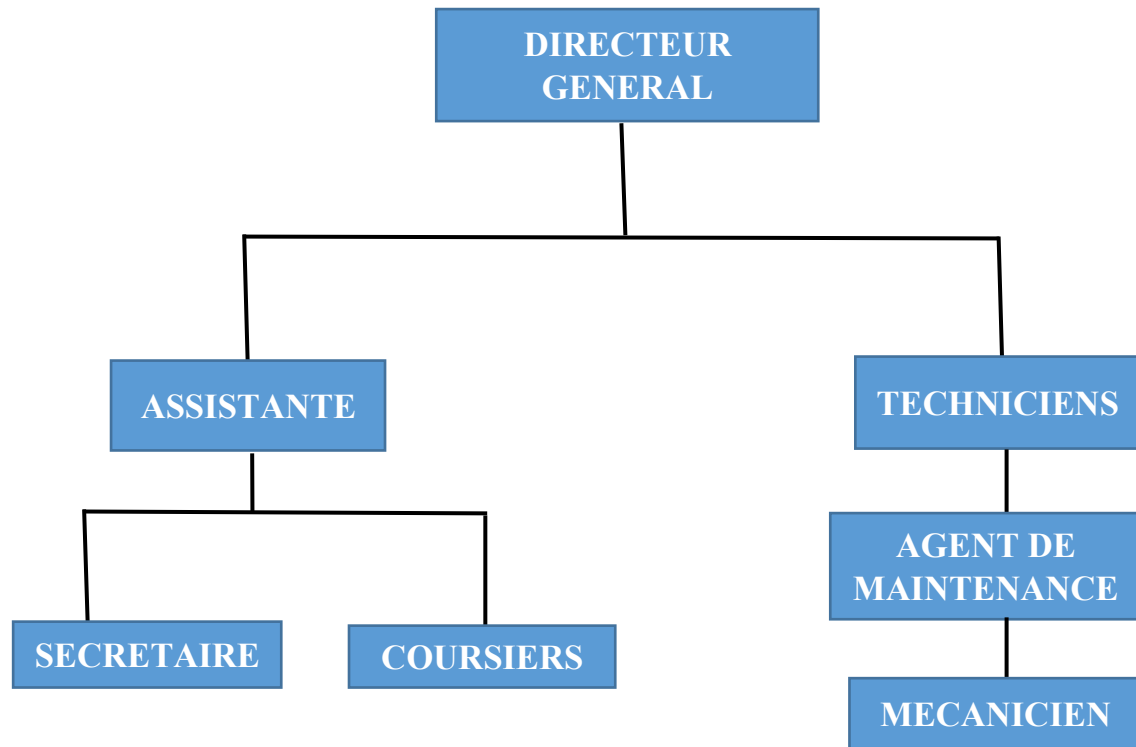 DIRECTEUR
GENERAL
ASSISTANTE
TECHNICIENS
AGENT DE
MAINTENANCE
SECRETAIRE
COURSIERS
MECANICIEN